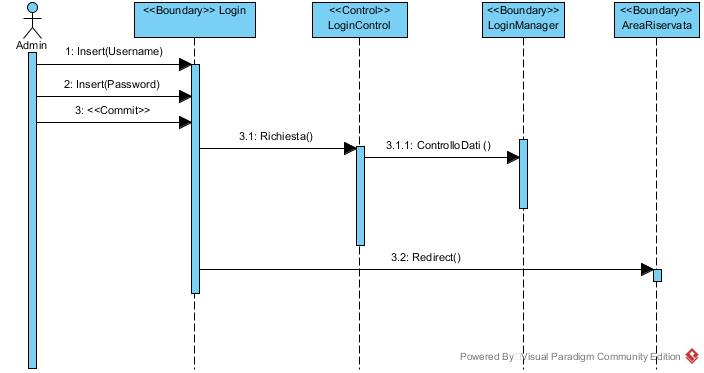 <<Boundary>> Login
<<Control>>
LoginControl
<<Boundary>>
LoginManager
<<Boundary>>
AreaRiservata
Admin
1: Insert(Username)
2: Insert(Password)
3: <<Commit>>
3.1: Richiesta()
3.1.1: ControlloDati ()
3.2: Redirect()
Powered By Visual Paradigm Community Edition